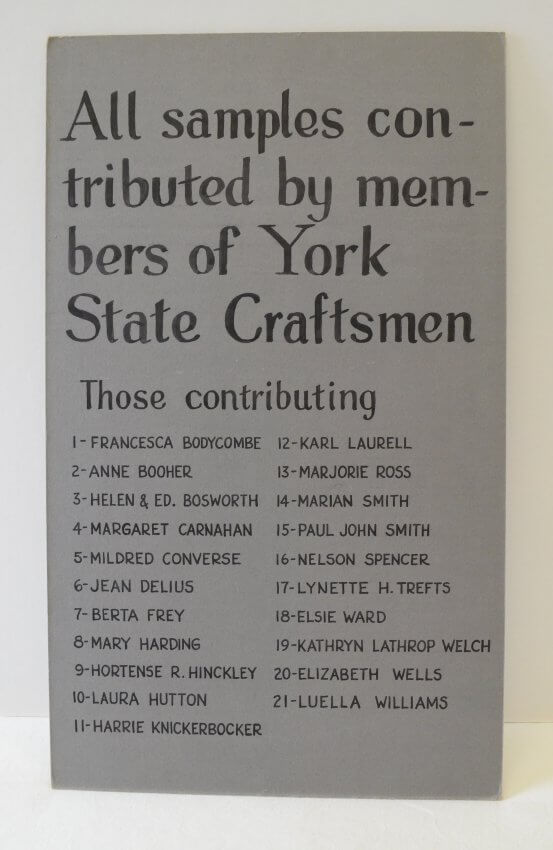 All samples con-
tributed by mem-
bers of York
State Craftsmen
Those contributing
1-FRANCESCA BODYCOMBE
2-ANNE BOOHER
3-HELEN & ED. BOSWORTH
4-MARGARET CARNAHAN
5-MILDRED CONVERSE
6-JEAN DELIUS
7-BERTA FREY
8-MARY HARDING
9-HORTENSE R. HINCKLEY
10-LAURA HUTTON
11-HARRIE KNICKERBOCKER
12-KARL LAURELL
13-MARJORIE ROSS
14-MARIAN SMITH
15-PAUL JOHN SMITH
16-NELSON SPENCER
17-LYNETTE H. TREFTS
18-ELSIE WARD
19-KATHRYN LATHROP WELCH
20-ELIZABETH WELLS
21-LUELLA WILLIAMS